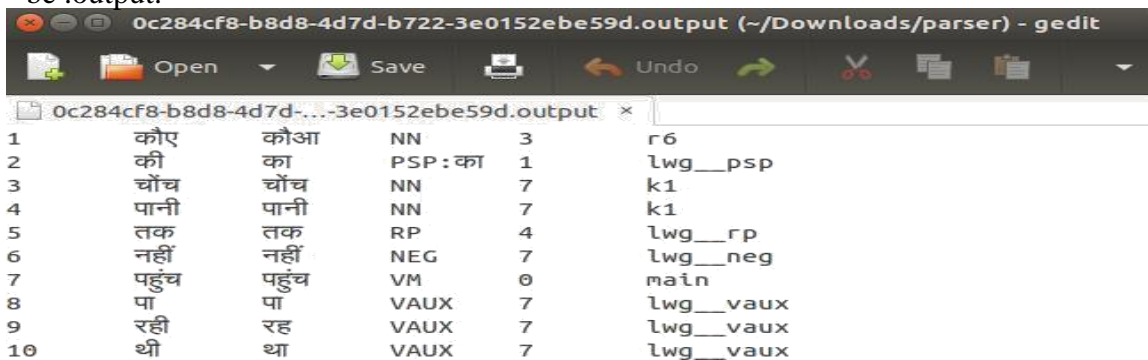 be .output.
0c284cf8-b8d8-4d7d-b722-3e0152ebe59d.output (~/Downloads/parser) - gedit
Open Save Undo
0c284cf8-b8d8-4d7d-...-3e0152ebe59d.output ×
1 कौए कौआ NN 3 r6
2 की का PSP:का 1 lwg__psp
3 चोंच चोंच NN 7 k1
4 पानी पानी NN 7 k1
5 तक तक RP 4 lwg__rp
6 नहीं नहीं NEG 7 lwg__neg
7 पहुंच पहुंच VM 0 main
8 पा पा VAUX 7 lwg__vaux
9 रही रह VAUX 7 lwg__vaux
10 थी था VAUX 7 lwg__vaux